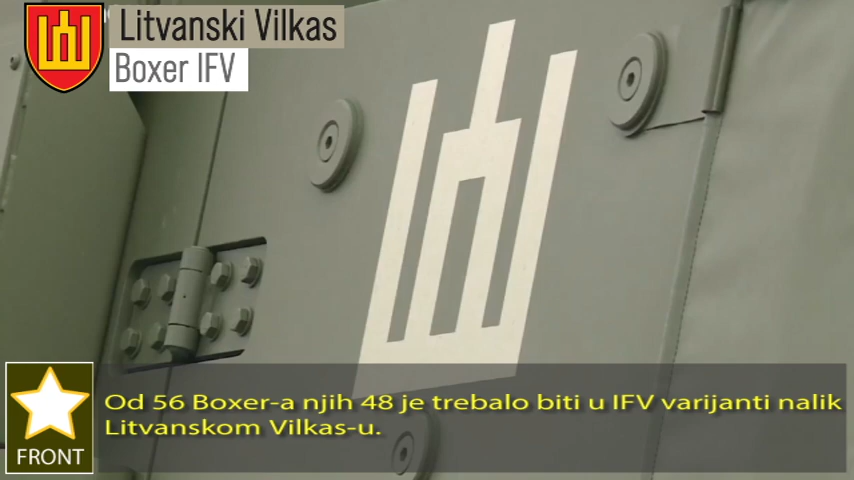 Litvanski Vilkas
Boxer IFV
Od 56 Boxer-a njih 48 je trebalo biti u IFV varijanti nalik
Litvanskom Vilkas-u.
FRONT